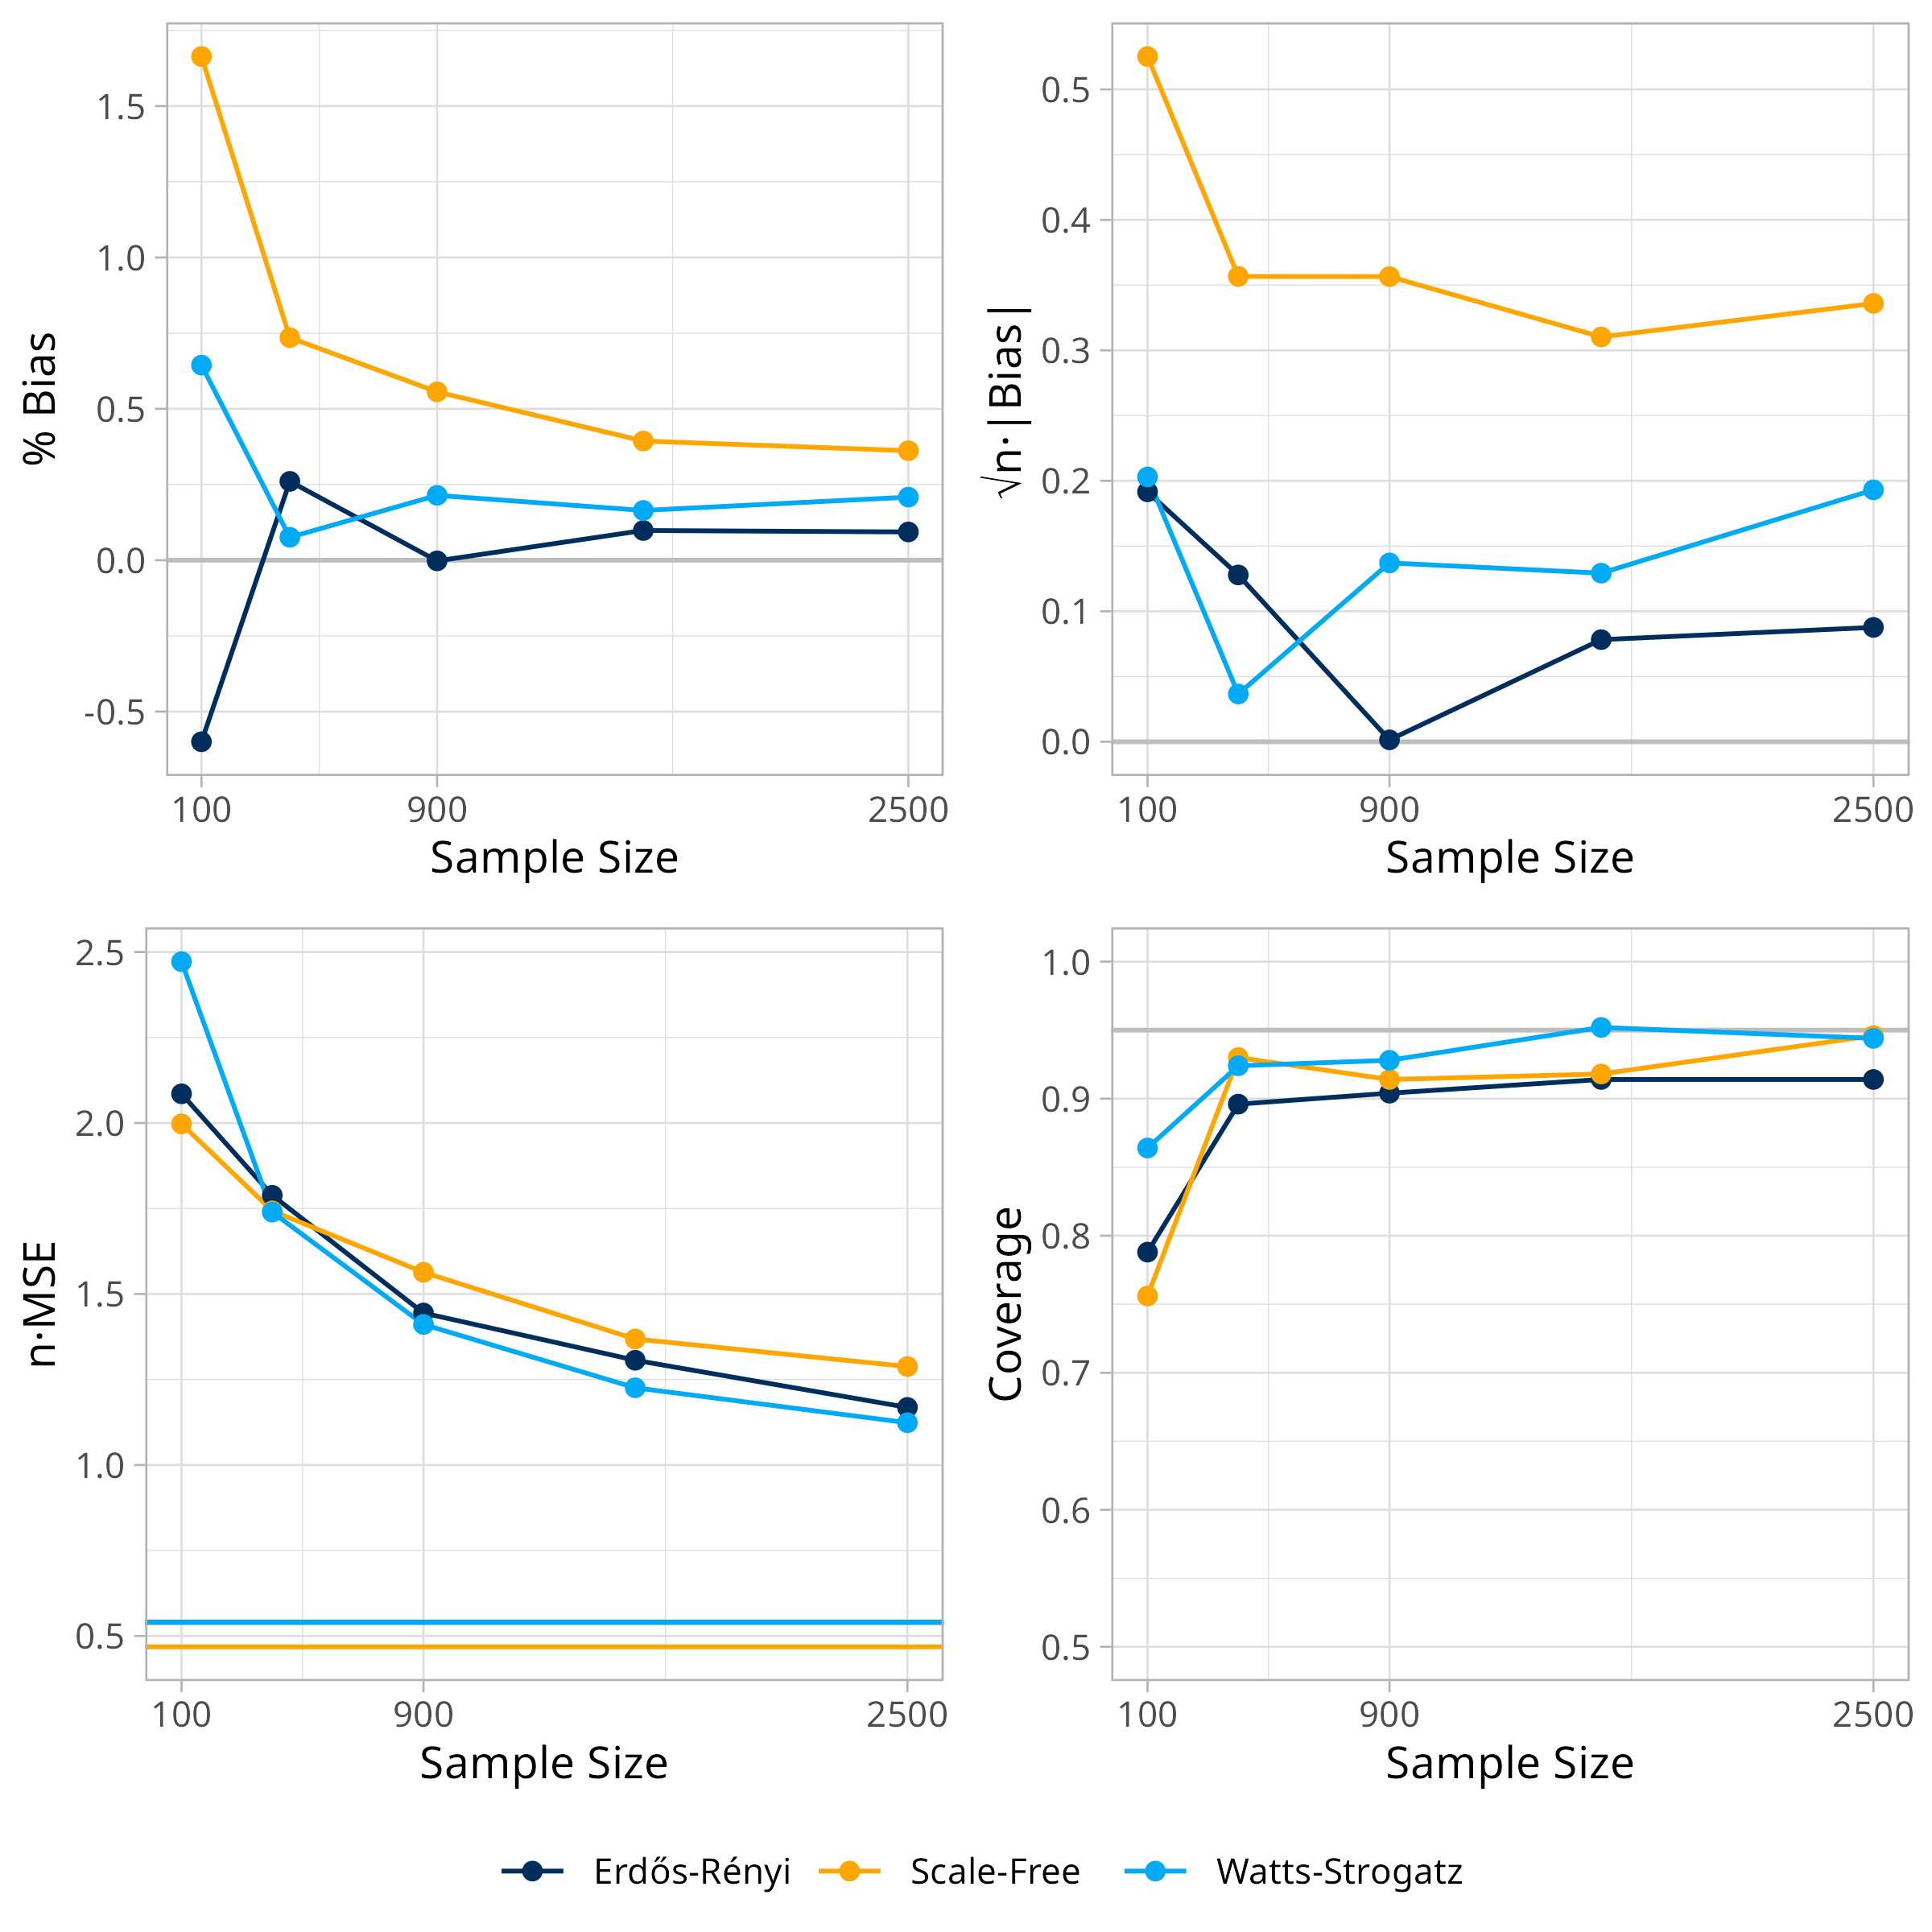 % Bias
1.5
1.0
0.5
0.0
-0.5
100 900 2500
Sample Size
√n·|Bias|
0.5
0.4
0.3
0.2
0.1
0.0
100 900 2500
Sample Size
n·MSE
2.5
2.0
1.5
1.0
0.5
100 900 2500
Sample Size
Coverage
1.0
0.9
0.8
0.7
0.6
0.5
100 900 2500
Sample Size
Erdős-Rényi Scale-Free Watts-Strogatz